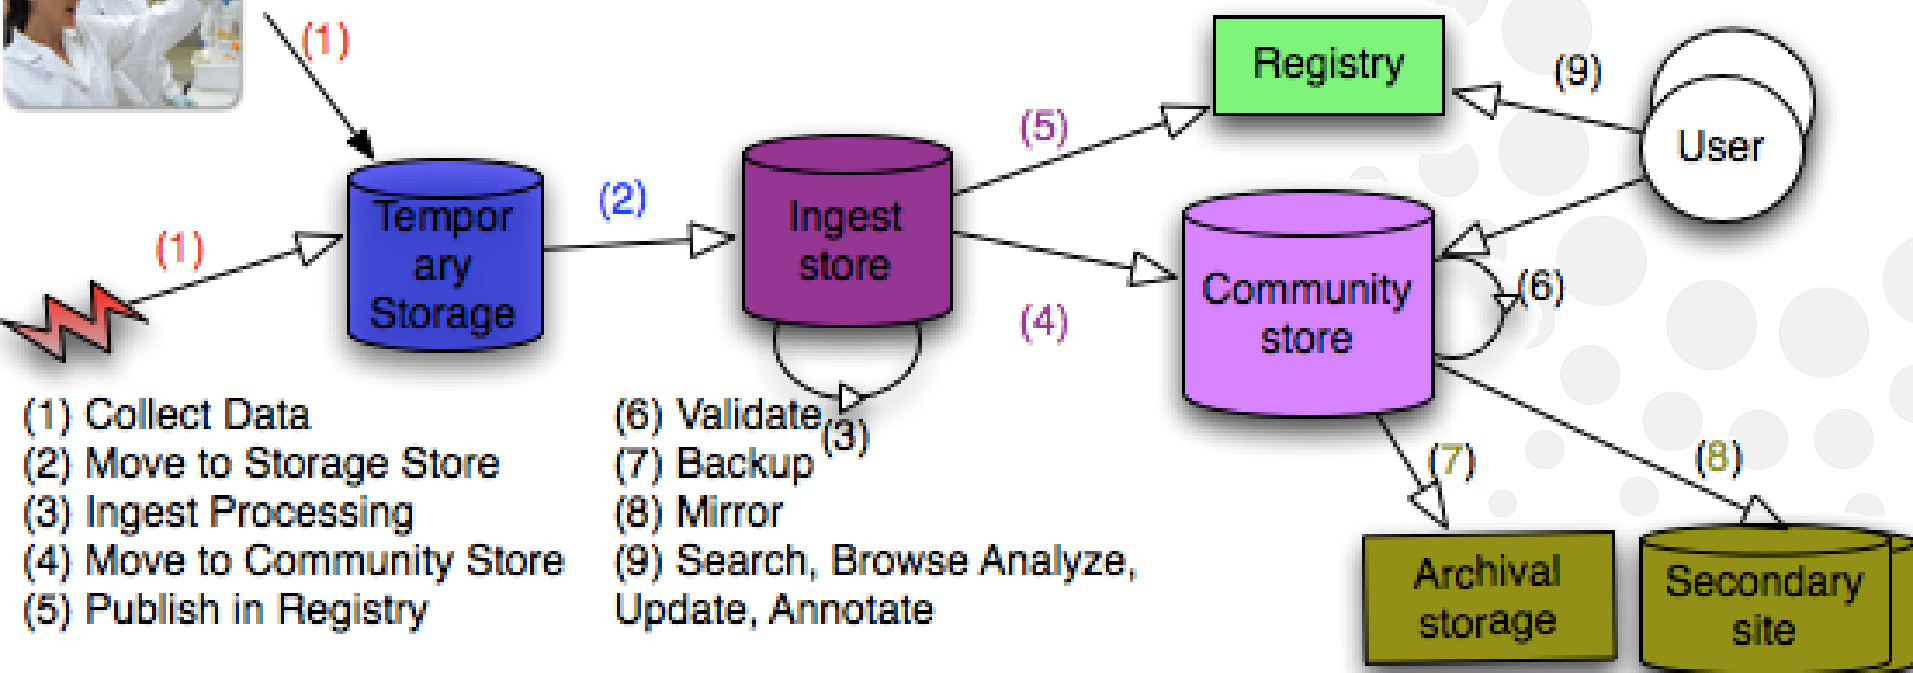 (1)
Registry
(9)
User
(5)
(1)
Tempor
ary
Storage
(2)
Ingest
store
(4)
Community
store
(6)
(3)
(7)
(8)
Archival
storage
Secondary
site
(1) Collect Data
(2) Move to Storage Store
(3) Ingest Processing
(4) Move to Community Store
(5) Publish in Registry
(6) Validate
(7) Backup
(8) Mirror
(9) Search, Browse Analyze,
Update, Annotate